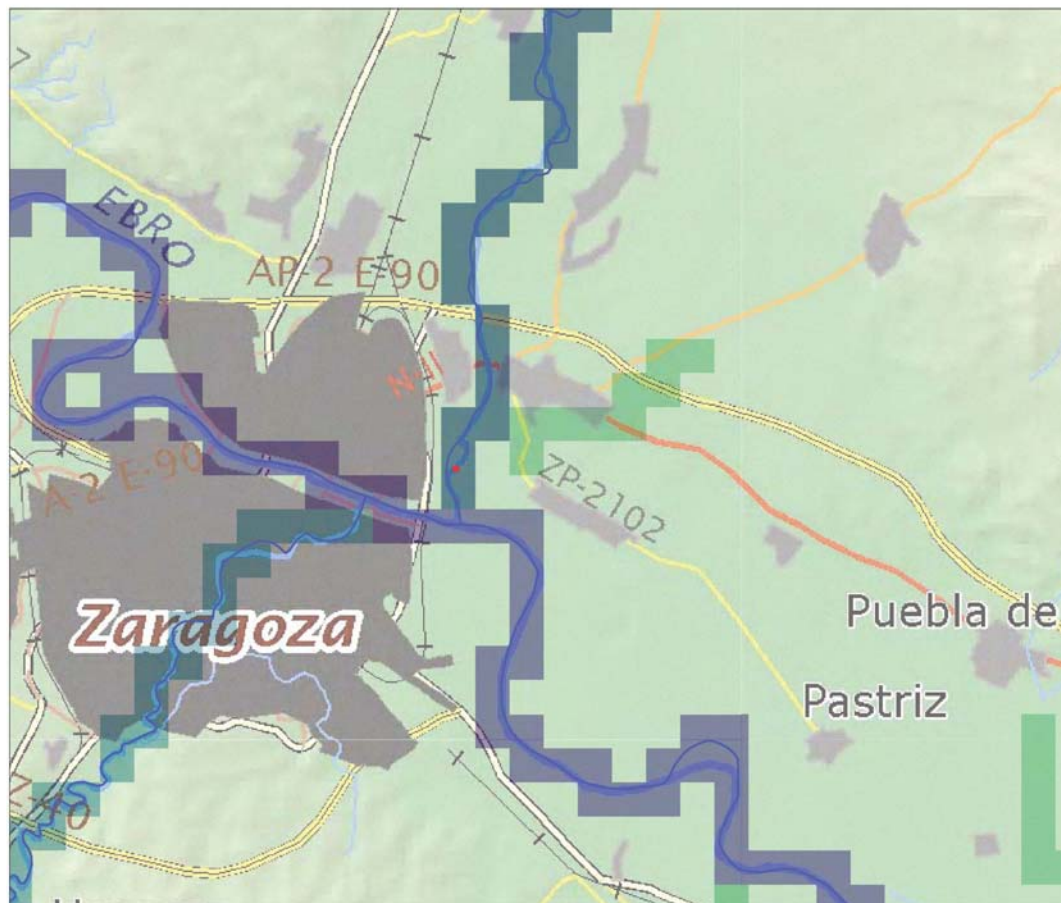 EBRO
AP-2 E-90
N-II
A-2 E-90
ZP-2102
Zaragoza
Puebla de
Pastriz
Z-40